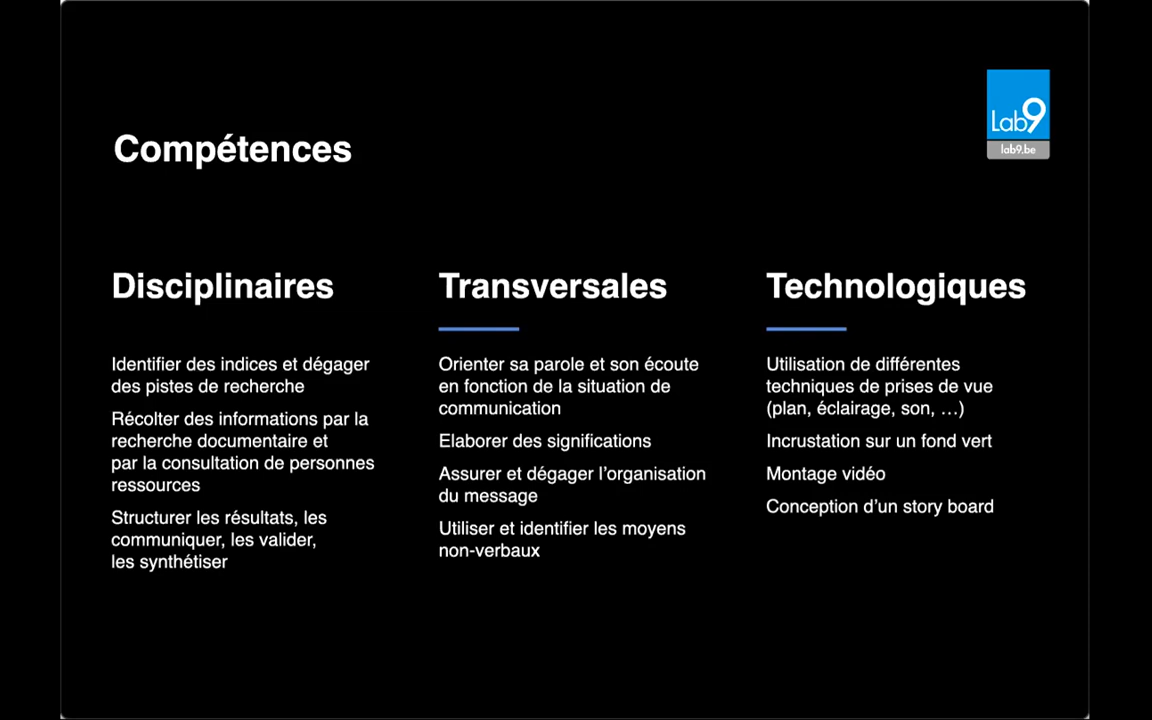 Lab9
lab9.be
Compétences
Disciplinaires
Identifier des indices et dégager
des pistes de recherche
Récolter des informations par la
recherche documentaire et
par la consultation de personnes
ressources
Structurer les résultats, les
communiquer, les valider,
les synthétiser
Transversales
Orienter sa parole et son écoute
en fonction de la situation de
communication
Elaborer des significations
Assurer et dégager l’organisation
du message
Utiliser et identifier les moyens
non-verbaux
Technologiques
Utilisation de différentes
techniques de prises de vue
(plan, éclairage, son, …)
Incrustation sur un fond vert
Montage vidéo
Conception d’un story board